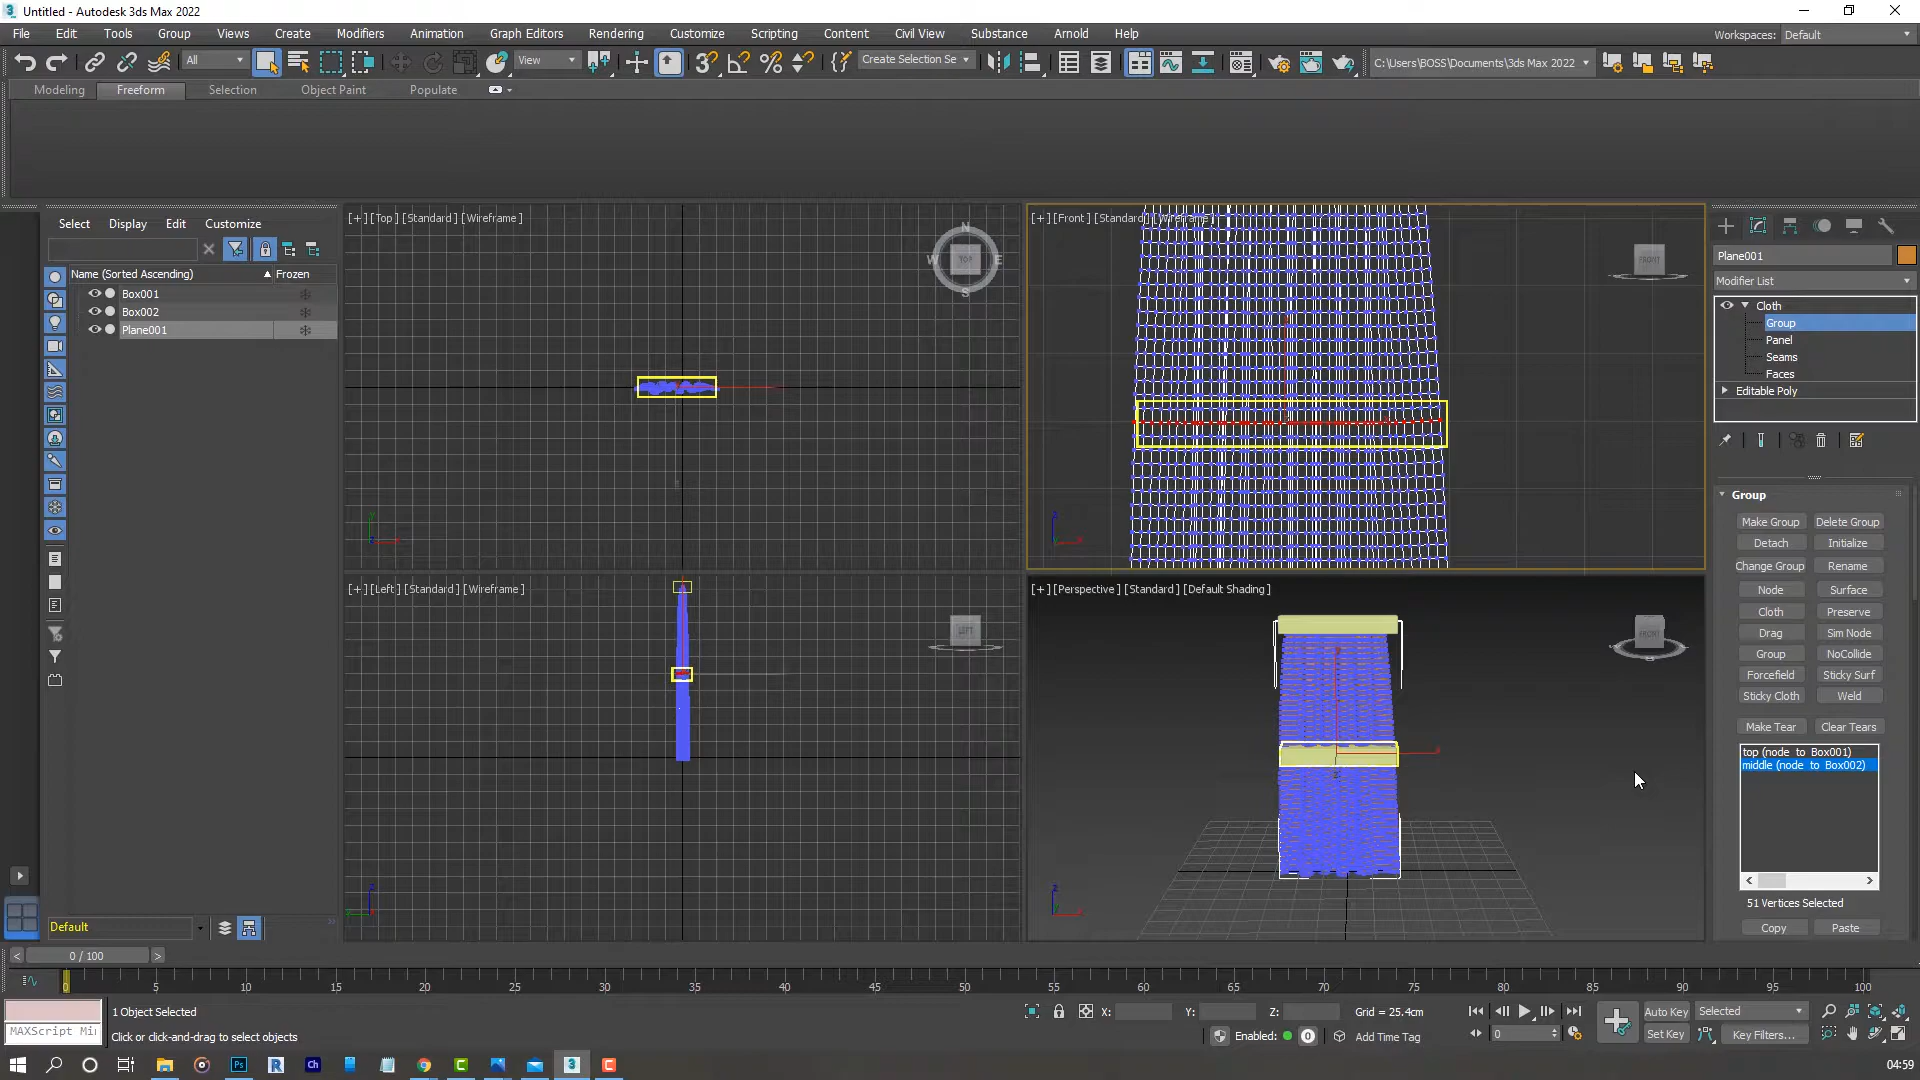 Untitled - Autodesk 3ds Max 2022
File Edit Tools Group Views Create Modifiers Animation Graph Editors Rendering Customize Scripting Content Civil View Substance Arnold Help
Workspaces: Default
All View Create Selection Se C:\Users\BOSS\Documents\3ds Max 2022
Modeling Freeform Selection Object Paint Populate
Select Display Edit Customize
Name (Sorted Ascending) Frozen
Box001
Box002
Plane001
[+] [Top] [Standard] [Wireframe]
N
W TOP E
S
[+] [Front] [Standard] [Wireframe]
FRONT
[+] [Left] [Standard] [Wireframe]
LEFT
[+] [Perspective] [Standard] [Default Shading]
FRONT
Plane001
Modifier List
Cloth
Group
Panel
Seams
Faces
Editable Poly
Group
Make Group Delete Group
Detach Initialize
Change Group Rename
Node Surface
Cloth Preserve
Drag Sim Node
Group NoCollide
Forcefield Sticky Surf
Sticky Cloth Weld
Make Tear Clear Tears
top (node to Box001)
middle (node to Box002)
51 Vertices Selected
Copy Paste
Default
0 / 100
0 5 10 15 20 25 30 35 40 45 50 55 60 65 70 75 80 85 90 95 100
1 Object Selected
X: Y: Z: Grid = 25.4cm
Auto Key Selected
MAXScript Mi
Click or click-and-drag to select objects
Enabled: 0 Add Time Tag
0 Set Key Key Filters...
04:59